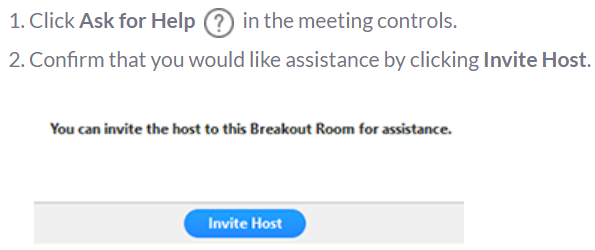 1. Click Ask for Help ? in the meeting controls.
2. Confirm that you would like assistance by clicking Invite Host.
You can invite the host to this Breakout Room for assistance.
Invite Host